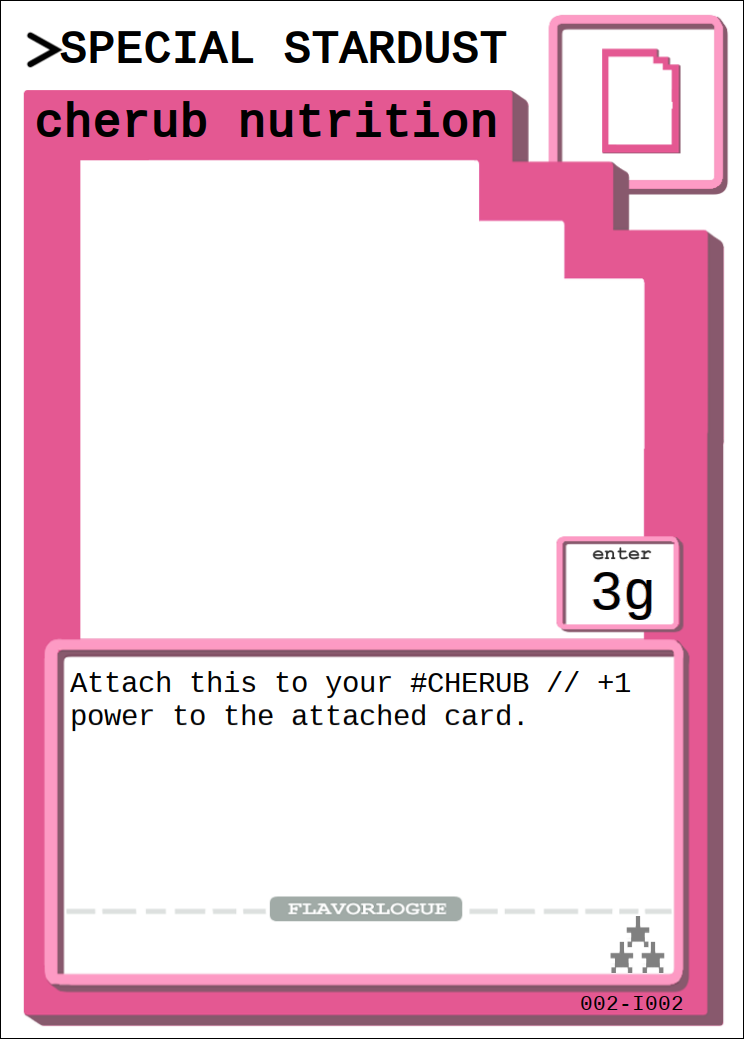 >SPECIAL STARDUST
cherub nutrition
enter
3g
Attach this to your #CHERUB // +1
power to the attached card.
FLAVORLOGUE
002-I002